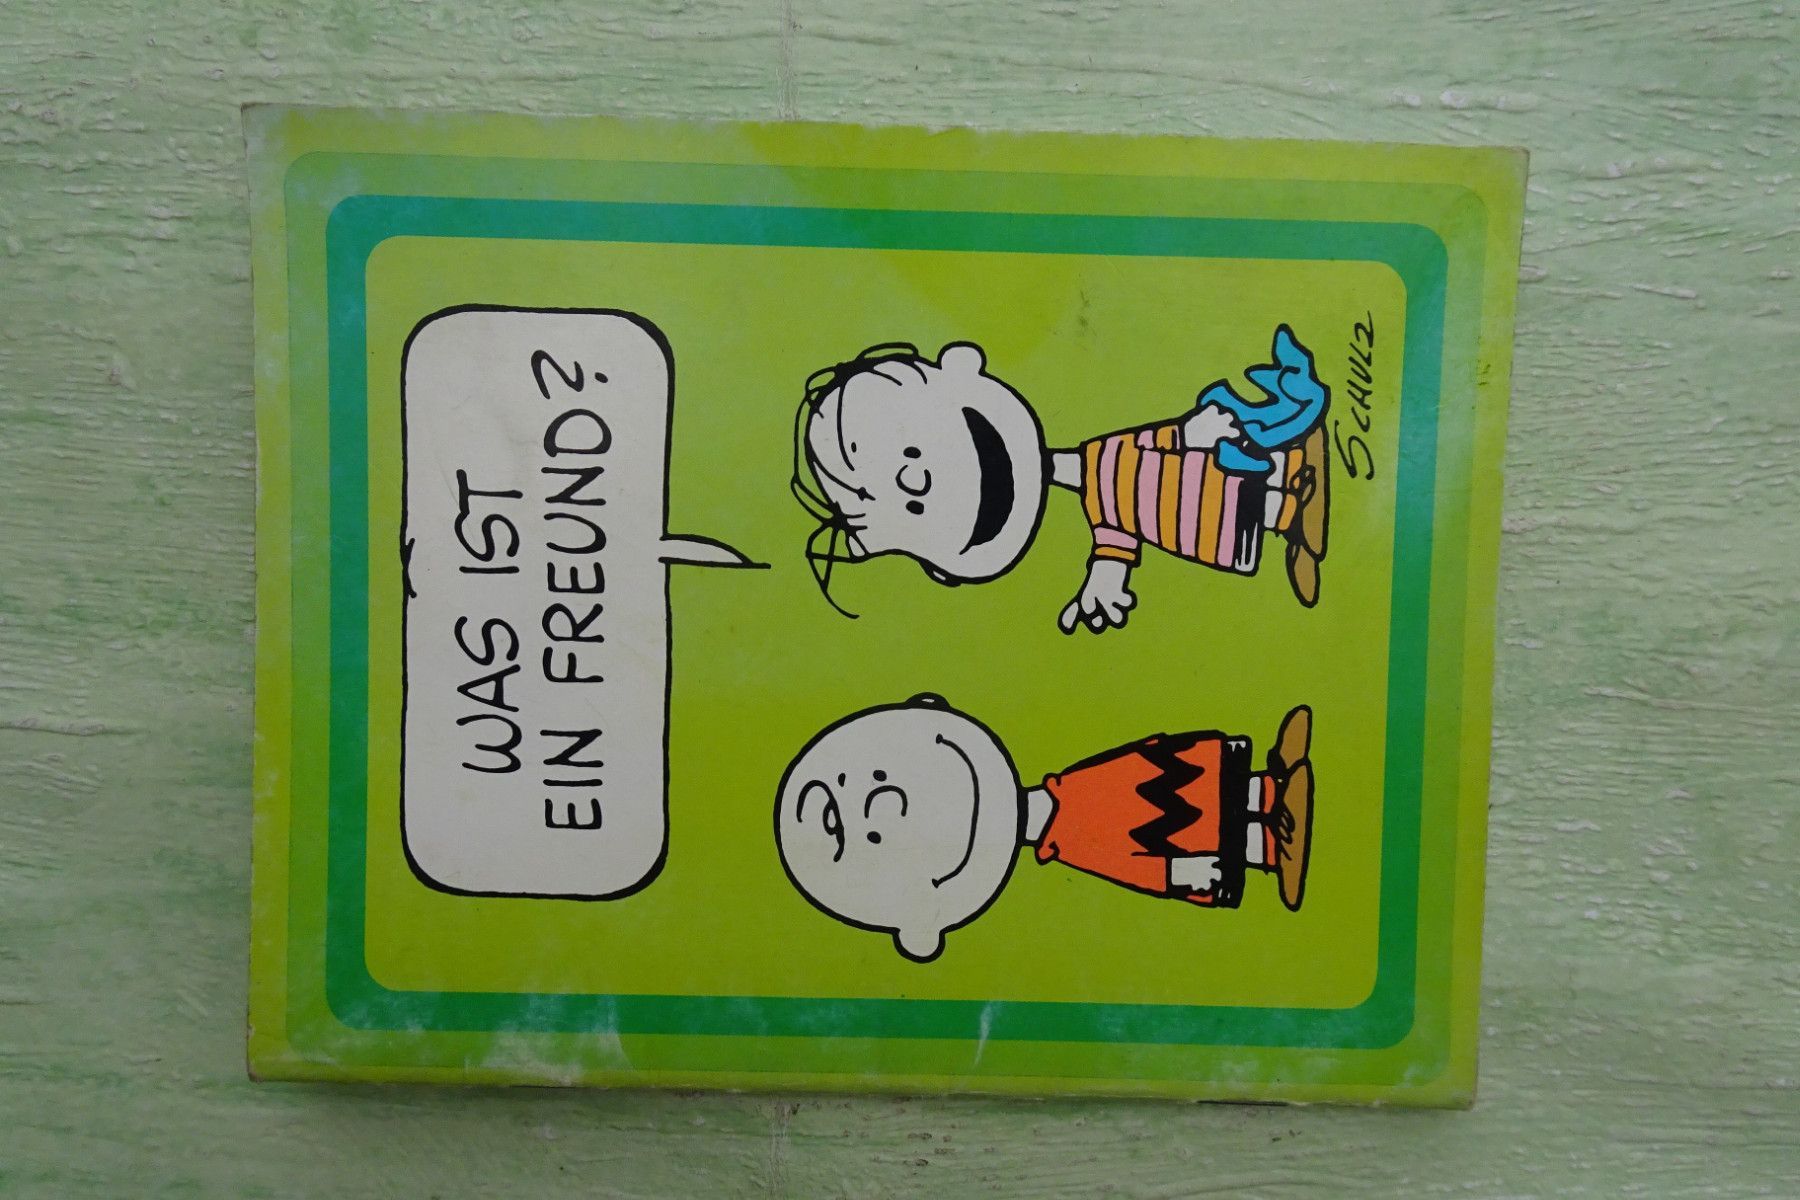 WAS IST
EIN FREUND?
SCHULZ